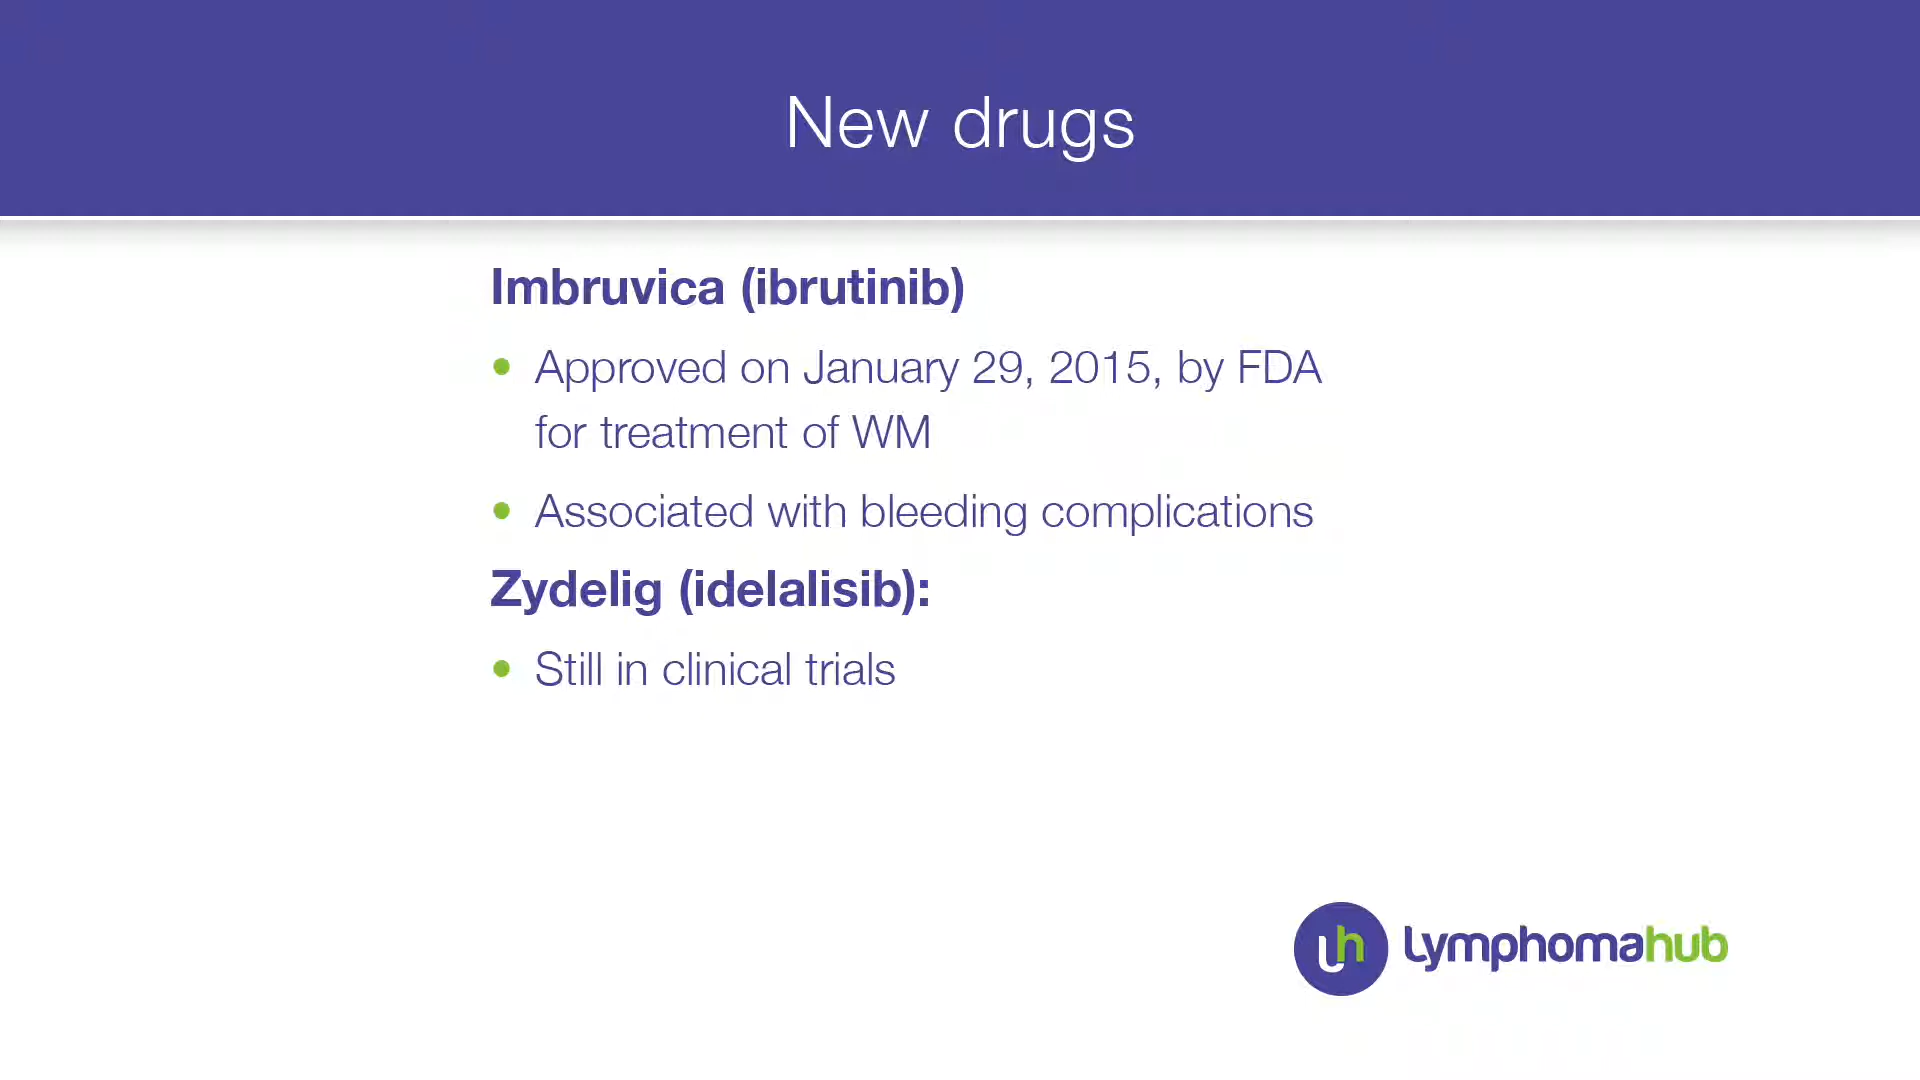 New drugs
Imbruvica (ibrutinib)
• Approved on January 29, 2015, by FDA
for treatment of WM
• Associated with bleeding complications
Zydelig (idelalisib):
• Still in clinical trials
Lh lymphomahub